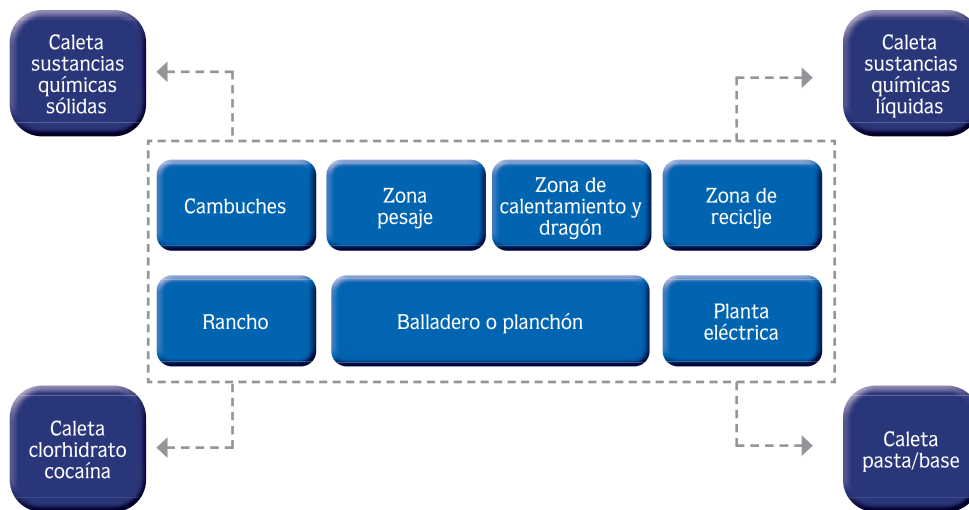 Caleta
sustancias
químicas
sólidas
Caleta
sustancias
químicas
líquidas
Cambuches
Zona
pesaje
Zona de
calentamiento y
dragón
Zona de
reciclje
Rancho
Balladero o planchón
Planta
eléctrica
Caleta
clorhidrato
cocaína
Caleta
pasta/base